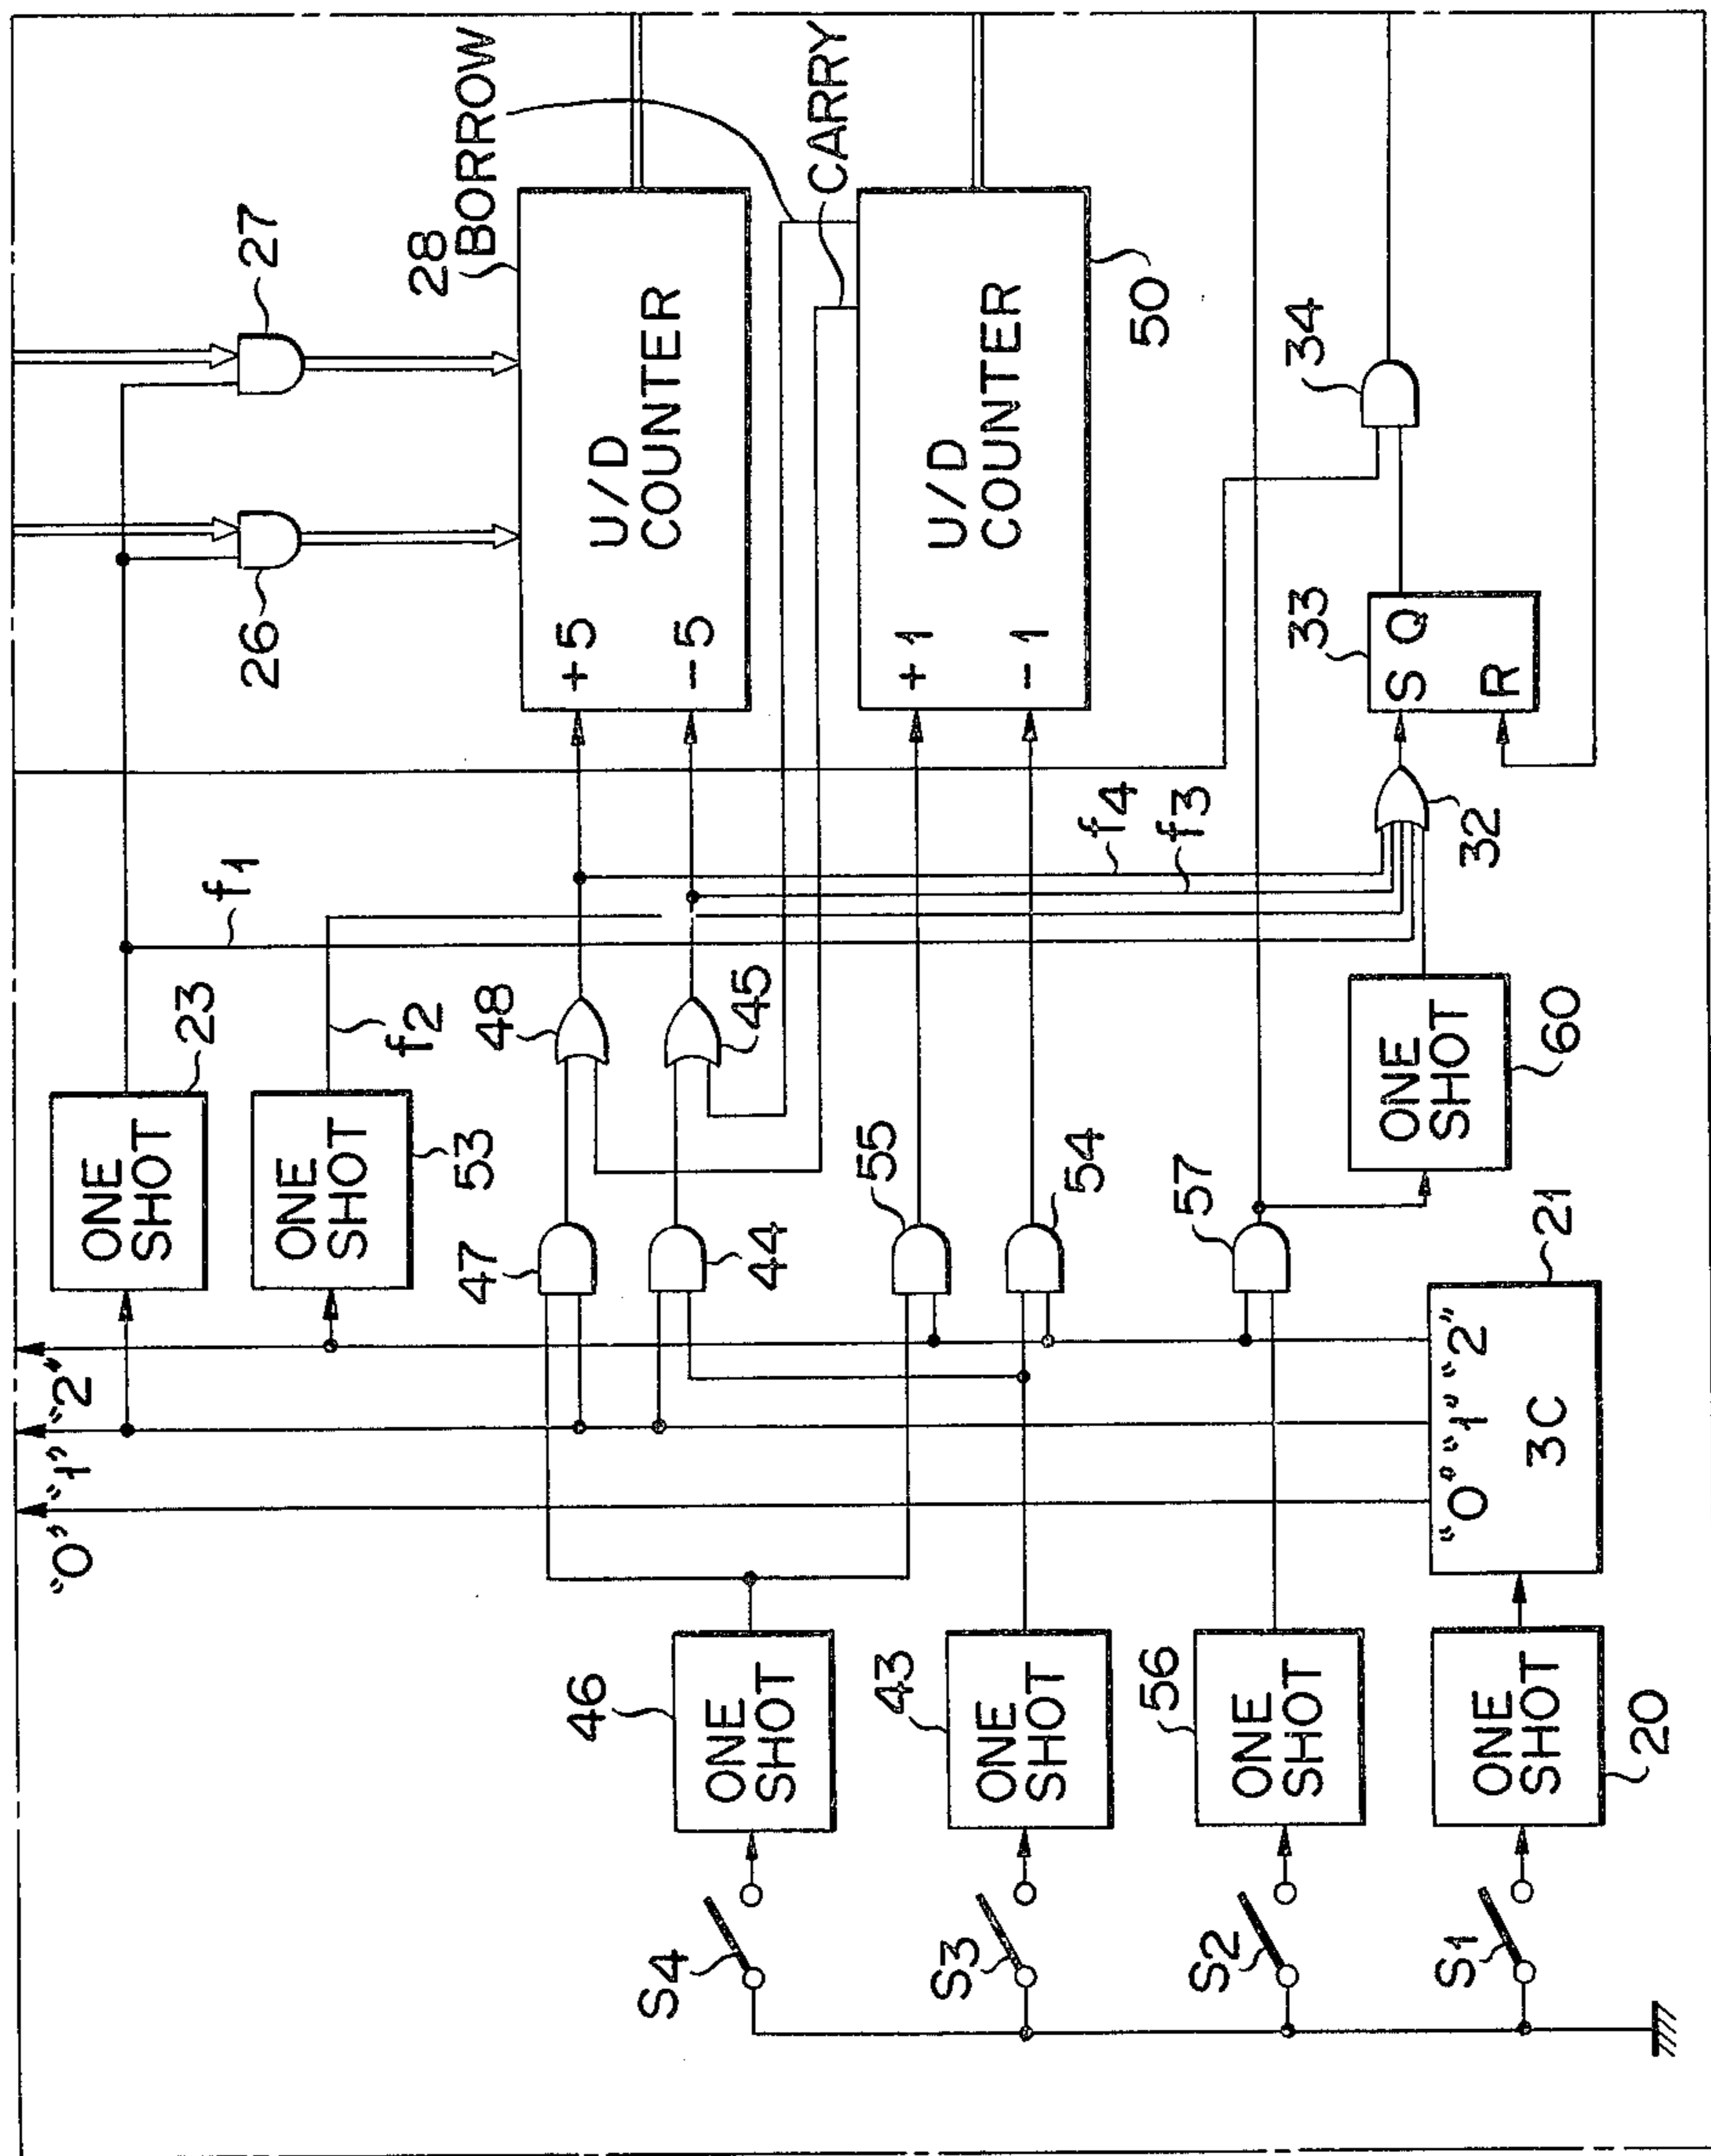 "0" "1" "2"
ONE
SHOT
23
f1
26
27
ONE
SHOT
53
f2
S4
46
ONE
SHOT
47
48
+5
-5
U/D
COUNTER
28
BORROW
44
45
S3
43
ONE
SHOT
55
54
+1
-1
U/D
COUNTER
50
CARRY
f4
f3
S2
56
ONE
SHOT
57
S1
ONE
SHOT
20
"0" "1" "2"
3C
21
ONE
SHOT
60
32
S Q
R
33
34